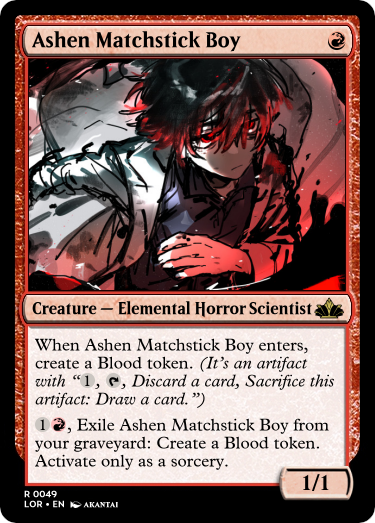 Ashen Matchstick Boy
Creature — Elemental Horror Scientist
When Ashen Matchstick Boy enters,
create a Blood token. (It's an artifact
with “1, , Discard a card, Sacrifice this
artifact: Draw a card.”)
1 , Exile Ashen Matchstick Boy from
your graveyard: Create a Blood token.
Activate only as a sorcery.
1/1
R 0049
LOR • EN AKANTAI